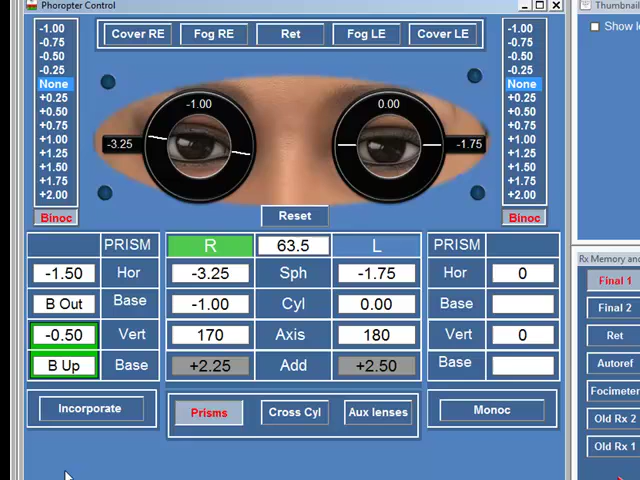 Phoropter Control
Thumbnail
-1.00
-0.75
-0.50
-0.25
None
+0.25
+0.50
+0.75
+1.00
+1.25
+1.50
+1.75
+2.00
Binoc
Cover RE
Fog RE
Ret
Fog LE
Cover LE
-1.00
-0.75
-0.50
-0.25
None
+0.25
+0.50
+0.75
+1.00
+1.25
+1.50
+1.75
+2.00
Binoc
Show le
-1.00
0.00
-3.25
-1.75
Reset
PRISM R 63.5 L PRISM
-1.50 Hor -3.25 Sph -1.75 Hor 0
B Out Base -1.00 Cyl 0.00 Base
-0.50 Vert 170 Axis 180 Vert 0
B Up Base +2.25 Add +2.50 Base
Incorporate
Prisms
Cross Cyl
Aux lenses
Monoc
Rx Memory and
Final 1
Final 2
Ret
Autoref
Focimeter
Old Rx 2
Old Rx 1